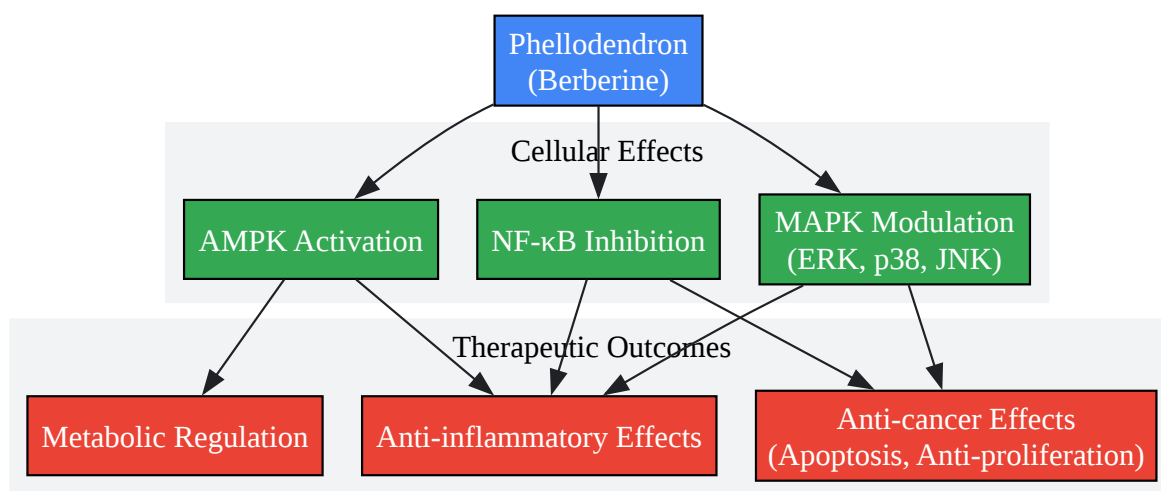 Phellodendron
(Berberine)
Cellular Effects
AMPK Activation
NF-κB Inhibition
MAPK Modulation
(ERK, p38, JNK)
Therapeutic Outcomes
Metabolic Regulation
Anti-inflammatory Effects
Anti-cancer Effects
(Apoptosis, Anti-proliferation)